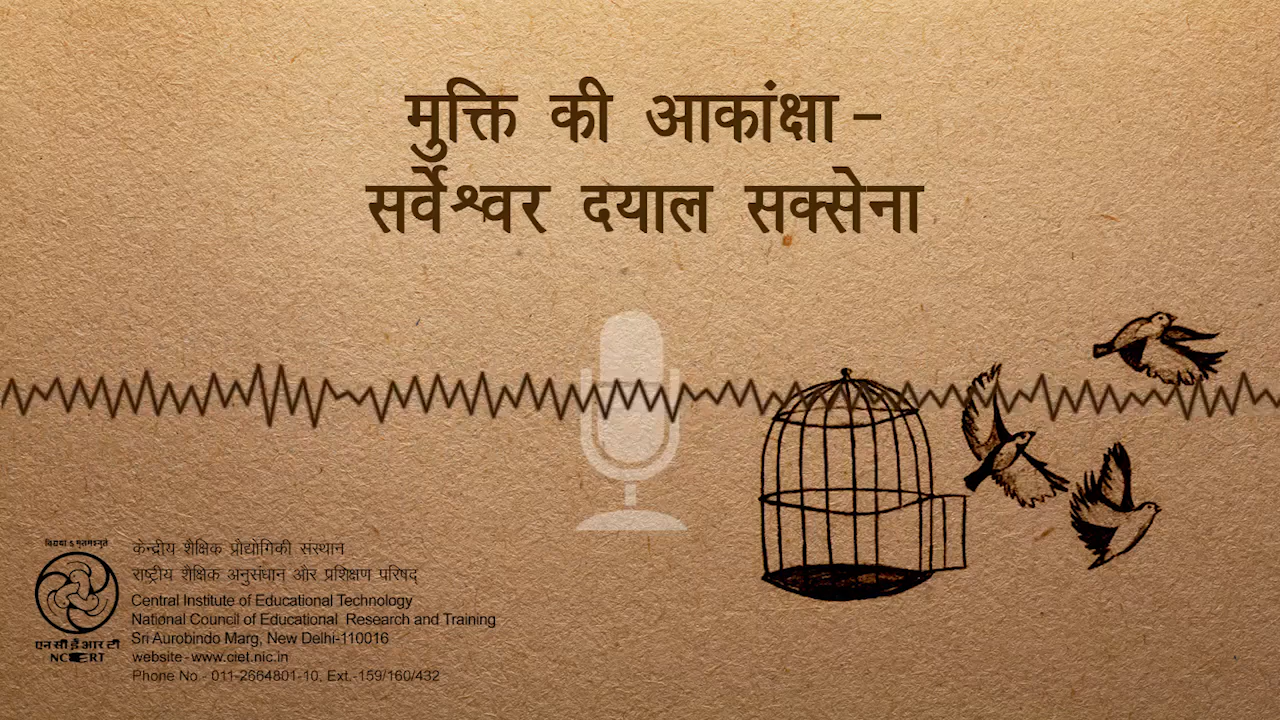 मुक्ति की आकांक्षा -
सर्वेश्वर दयाल सक्सेना
विद्यया ऽ मृतमश्नुते
एन सी ई आर टी
NCERT
केन्द्रीय शैक्षिक प्रौद्योगिकी संस्थान
राष्ट्रीय शैक्षिक अनुसंधान और प्रशिक्षण परिषद्
Central Institute of Educational Technology
National Council of Educational Research and Training
Sri Aurobindo Marg, New Delhi-110016
website - www.ciet.nic.in
Phone No - 011-2664801-10, Ext.-159/160/432